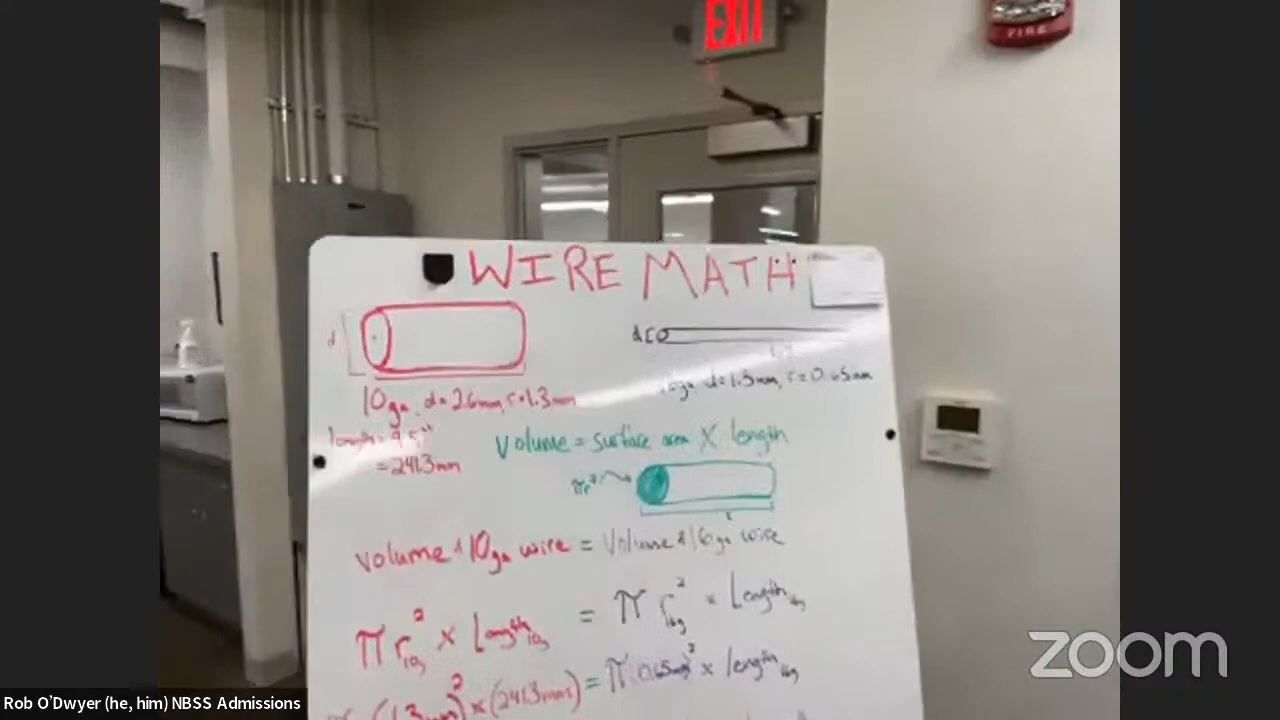 EXIT
FIRE
WIRE MATH
d
d [
10ga, d=2.6mm, r=1.3mm
16ga d=1.3mm, r=0.65mm
length = 9.5"
= 241.3mm
Volume = surface area X length
πr²
volume of 10ga wire = Volume of 16ga wire
π r10g² x Length10g = π r16g² x Length16g
(1.3mm)² x (241.3mm) = π(0.65mm)² x length16g
zoom
Rob O'Dwyer (he, him) NBSS Admissions